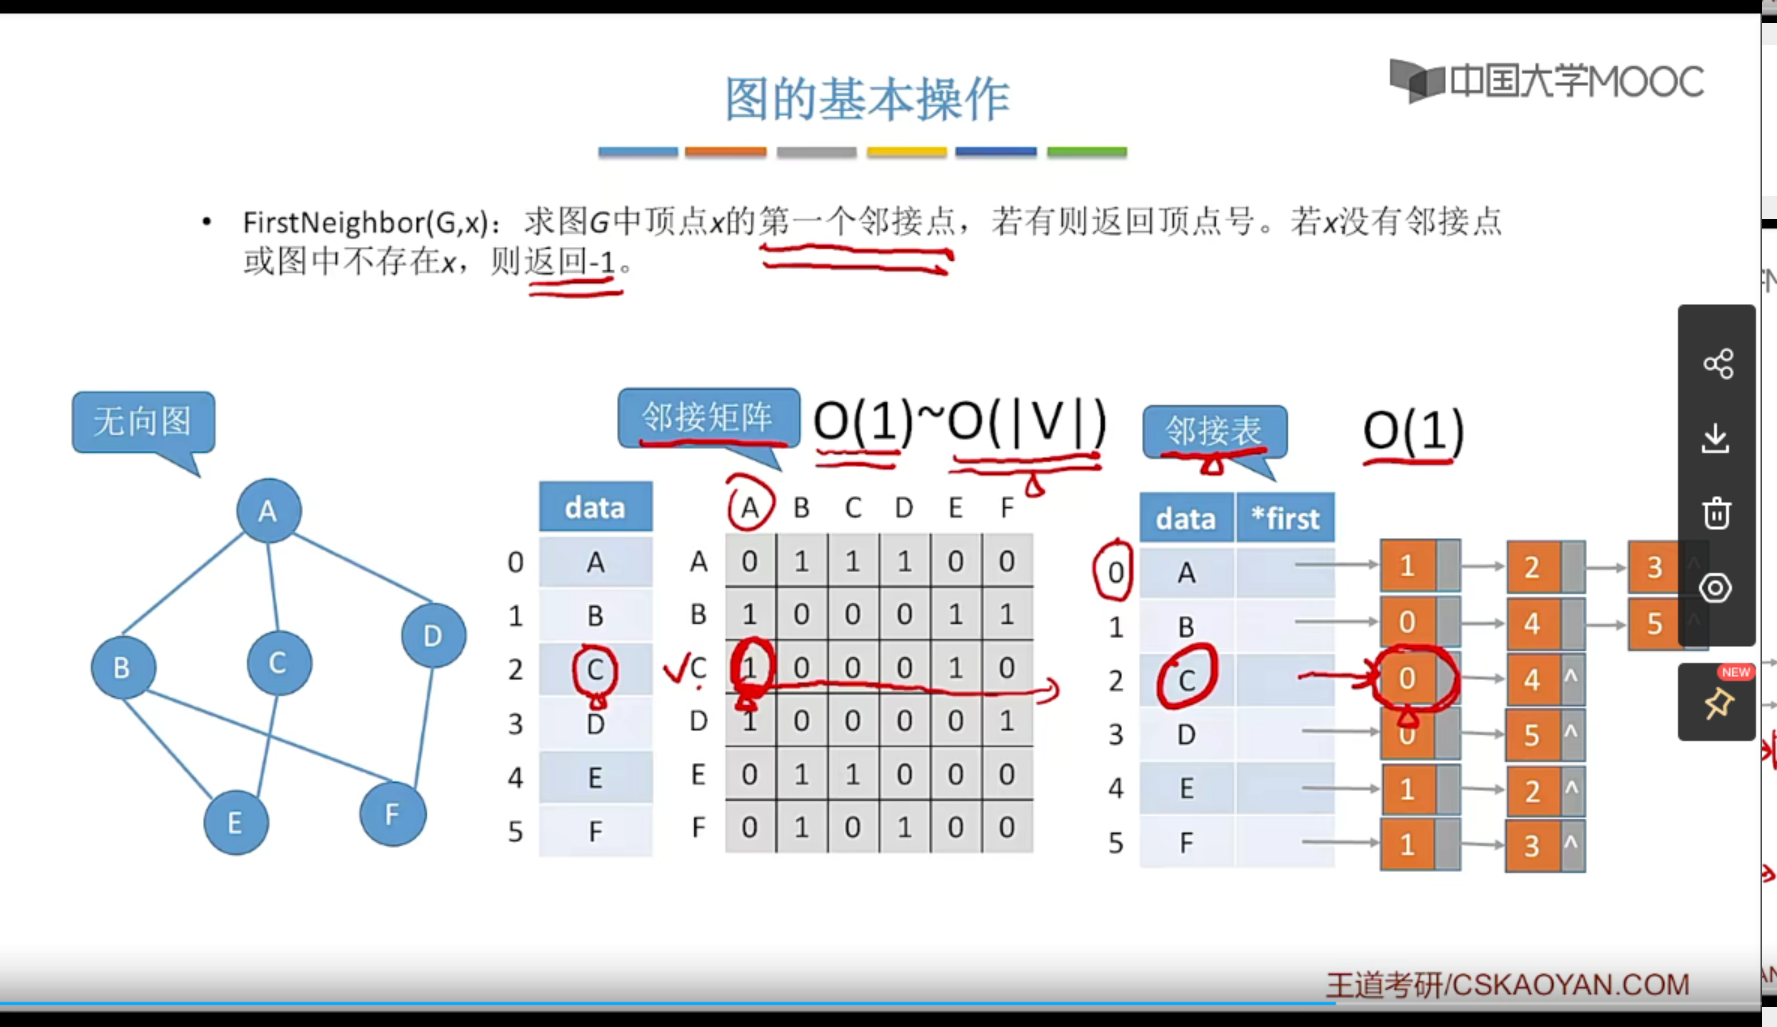 图的基本操作
中国大学MOOC
• FirstNeighbor(G,x)：求图G中顶点x的第一个邻接点，若有则返回顶点号。若x没有邻接点
或图中不存在x，则返回-1。
无向图
A
B
C
D
E
F
邻接矩阵 O(1)~O(|V|)
data
0 A
1 B
2 C
3 D
4 E
5 F
A B C D E F
A 0 1 1 1 0 0
B 1 0 0 0 1 1
C 1 0 0 0 1 0
D 1 0 0 0 0 1
E 0 1 1 0 0 0
F 0 1 0 1 0 0
邻接表 O(1)
data *first
0 A 1 2 3 ^
1 B 0 4 5 ^
2 C 0 4 ^
3 D 0 5 ^
4 E 1 2 ^
5 F 1 3 ^
NEW
王道考研/CSKAOYAN.COM